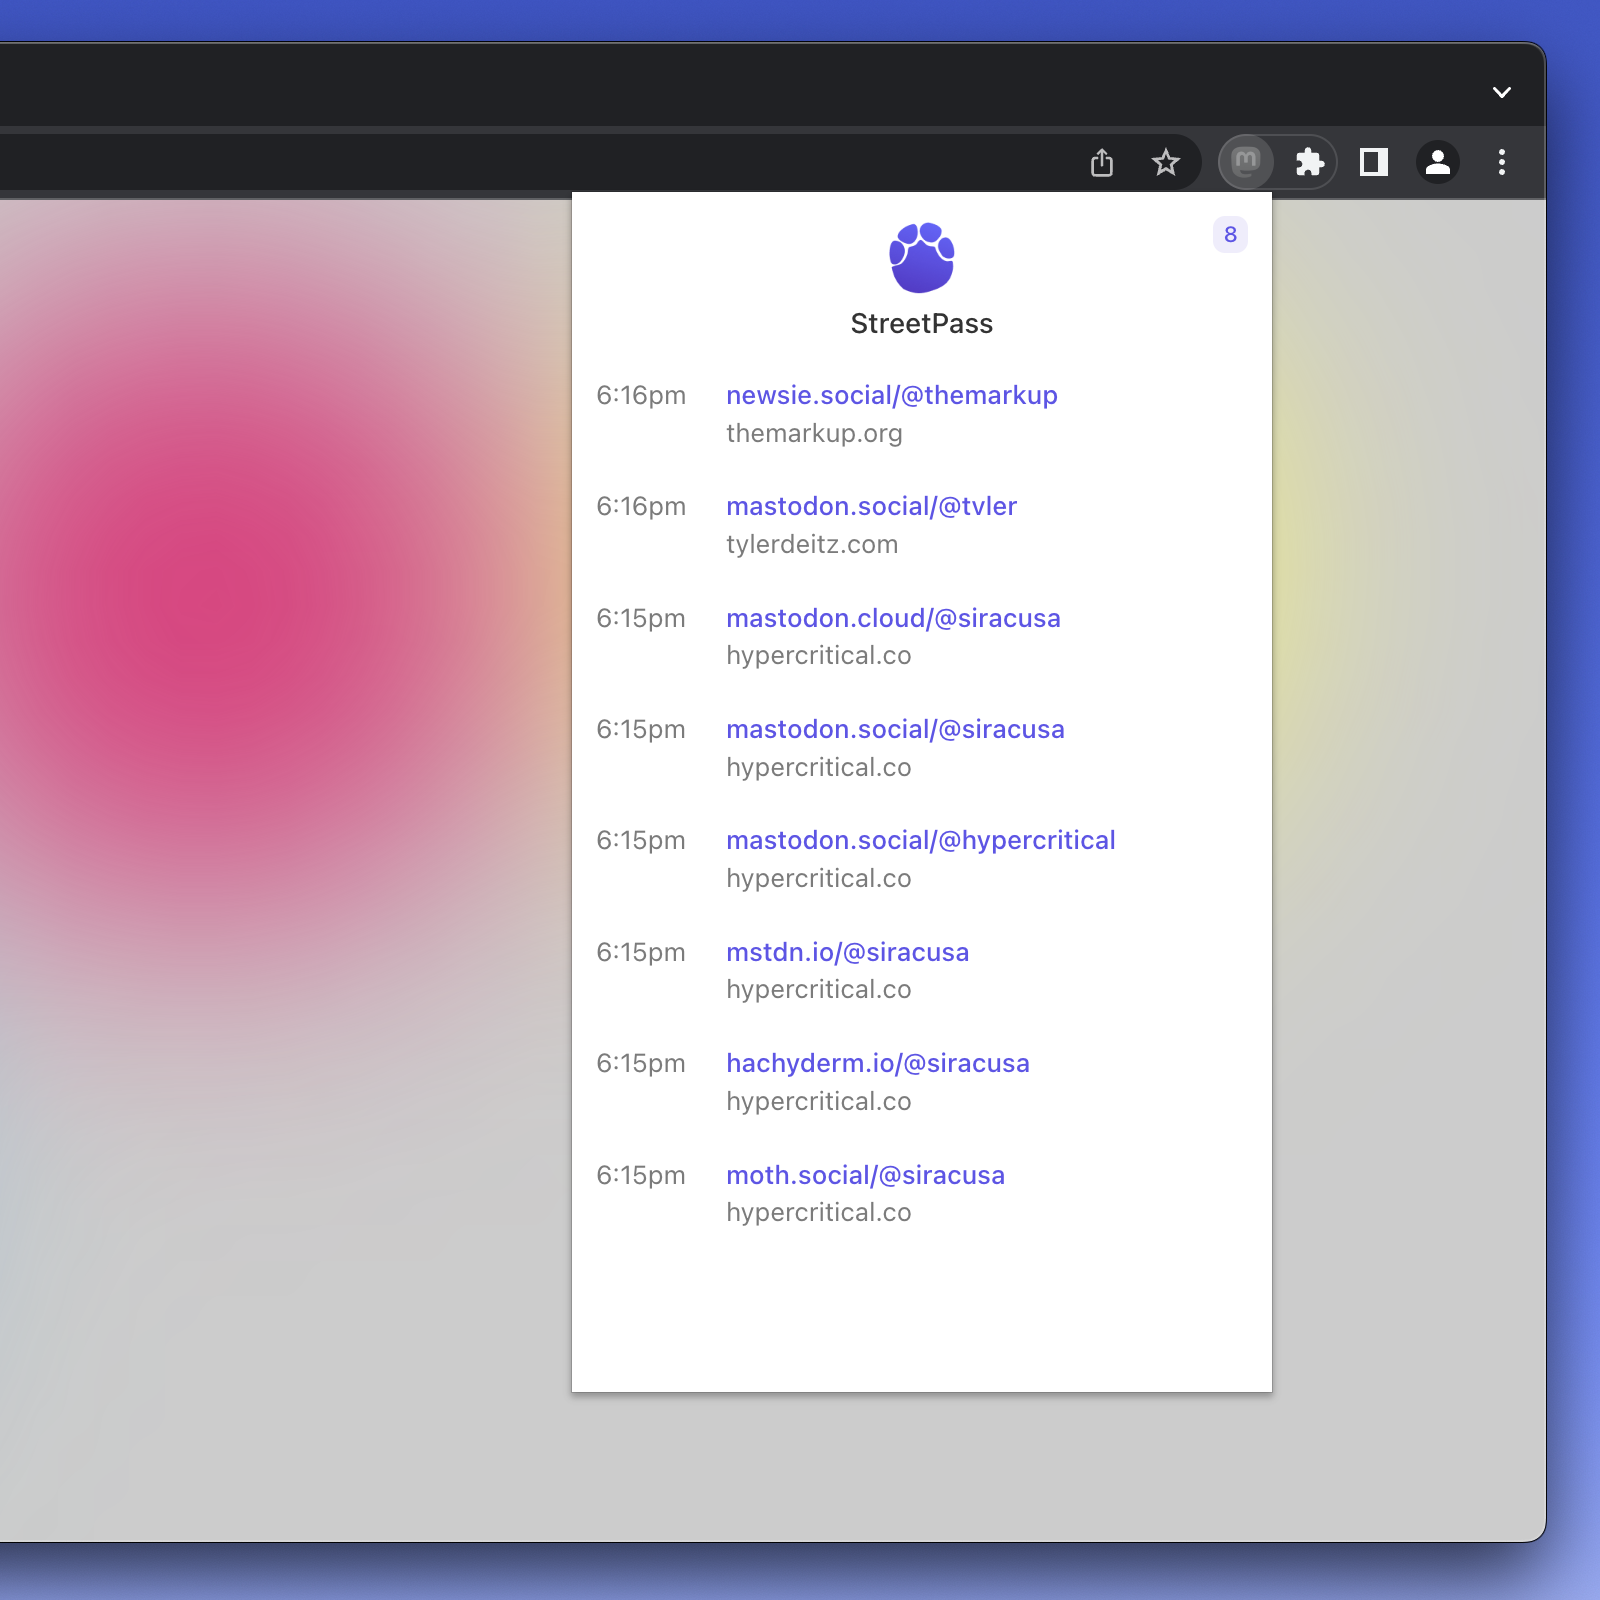 8
StreetPass
6:16pm newsie.social/@themarkup
themarkup.org
6:16pm mastodon.social/@tvler
tylerdeitz.com
6:15pm mastodon.cloud/@siracusa
hypercritical.co
6:15pm mastodon.social/@siracusa
hypercritical.co
6:15pm mastodon.social/@hypercritical
hypercritical.co
6:15pm mstdn.io/@siracusa
hypercritical.co
6:15pm hachyderm.io/@siracusa
hypercritical.co
6:15pm moth.social/@siracusa
hypercritical.co